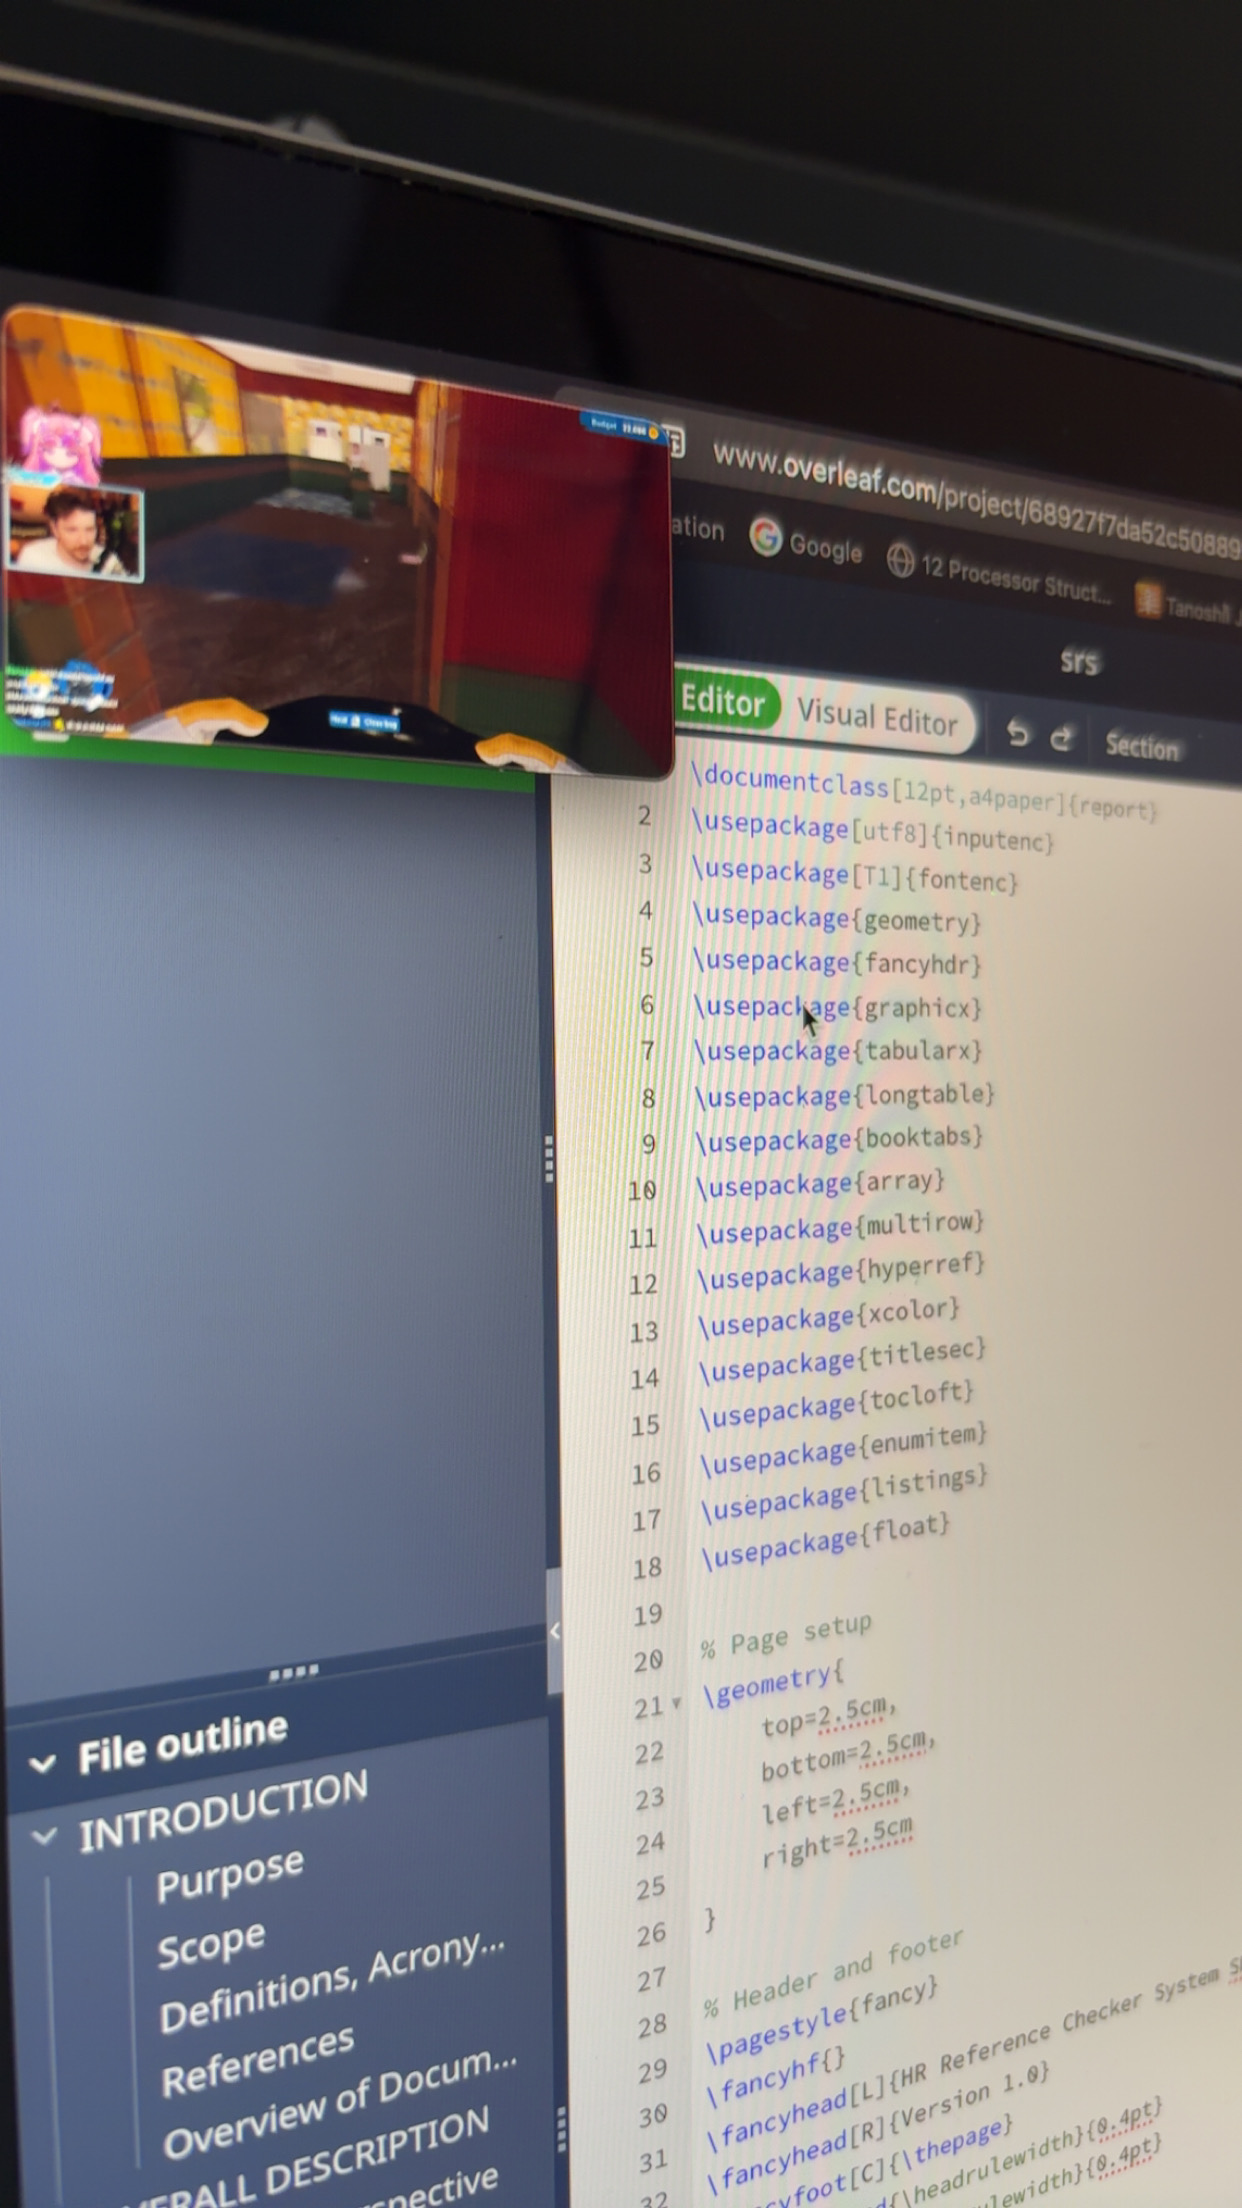 www.overleaf.com/project/68927f7da52c50889
ation
Google
12 Processor Struct...
Tanoshii J
srs
Editor
Visual Editor
Section
\documentclass[12pt,a4paper]{report}
2 \usepackage[utf8]{inputenc}
3 \usepackage[T1]{fontenc}
4 \usepackage{geometry}
5 \usepackage{fancyhdr}
6 \usepackage{graphicx}
7 \usepackage{tabularx}
8 \usepackage{longtable}
9 \usepackage{booktabs}
10 \usepackage{array}
11 \usepackage{multirow}
12 \usepackage{hyperref}
13 \usepackage{xcolor}
14 \usepackage{titlesec}
15 \usepackage{tocloft}
16 \usepackage{enumitem}
17 \usepackage{listings}
18 \usepackage{float}
19
20 % Page setup
21 \geometry{
22 top=2.5cm,
23 bottom=2.5cm,
24 left=2.5cm,
25 right=2.5cm
26 }
27
28 % Header and footer
29 \pagestyle{fancy}
30 \fancyhf{}
31 \fancyhead[L]{HR Reference Checker System
32 \fancyhead[R]{Version 1.0}
yfoot[C]{\thepage}
{\headrulewidth}{0.4pt}
lewidth}{0.4pt}
File outline
INTRODUCTION
Purpose
Scope
Definitions, Acrony...
References
Overview of Docum...
ERALL DESCRIPTION
spective
Budget